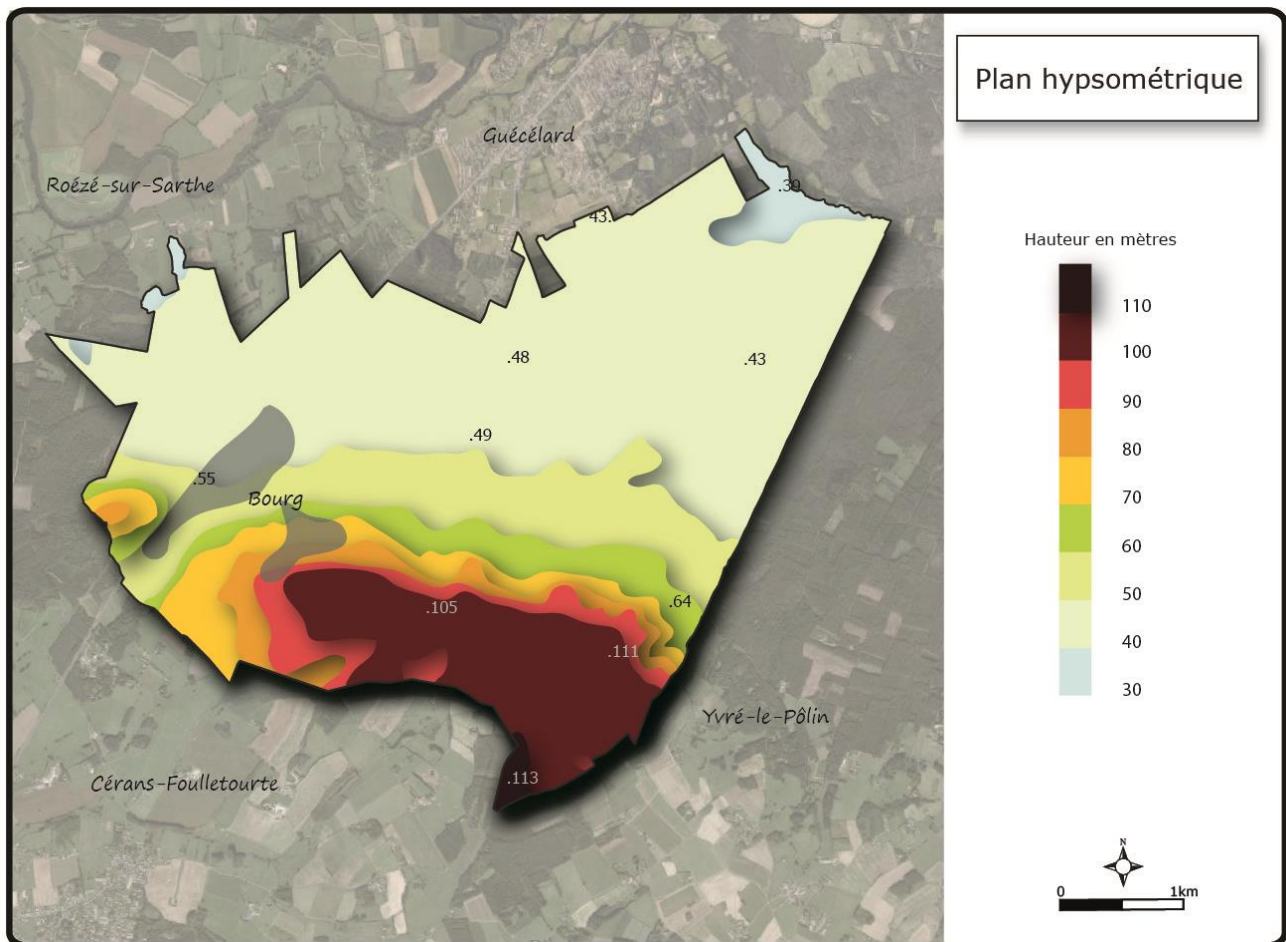 Plan hypsométrique
Guécélard
Roézé-sur-Sarthe
.39
43.
Hauteur en mètres
110
100
90
80
70
60
50
40
30
.48
.43
.49
.55
Bourg
.64
.105
.111
Yvré-le-Pôlin
.113
Cérans-Foulletourte
N
0
1km